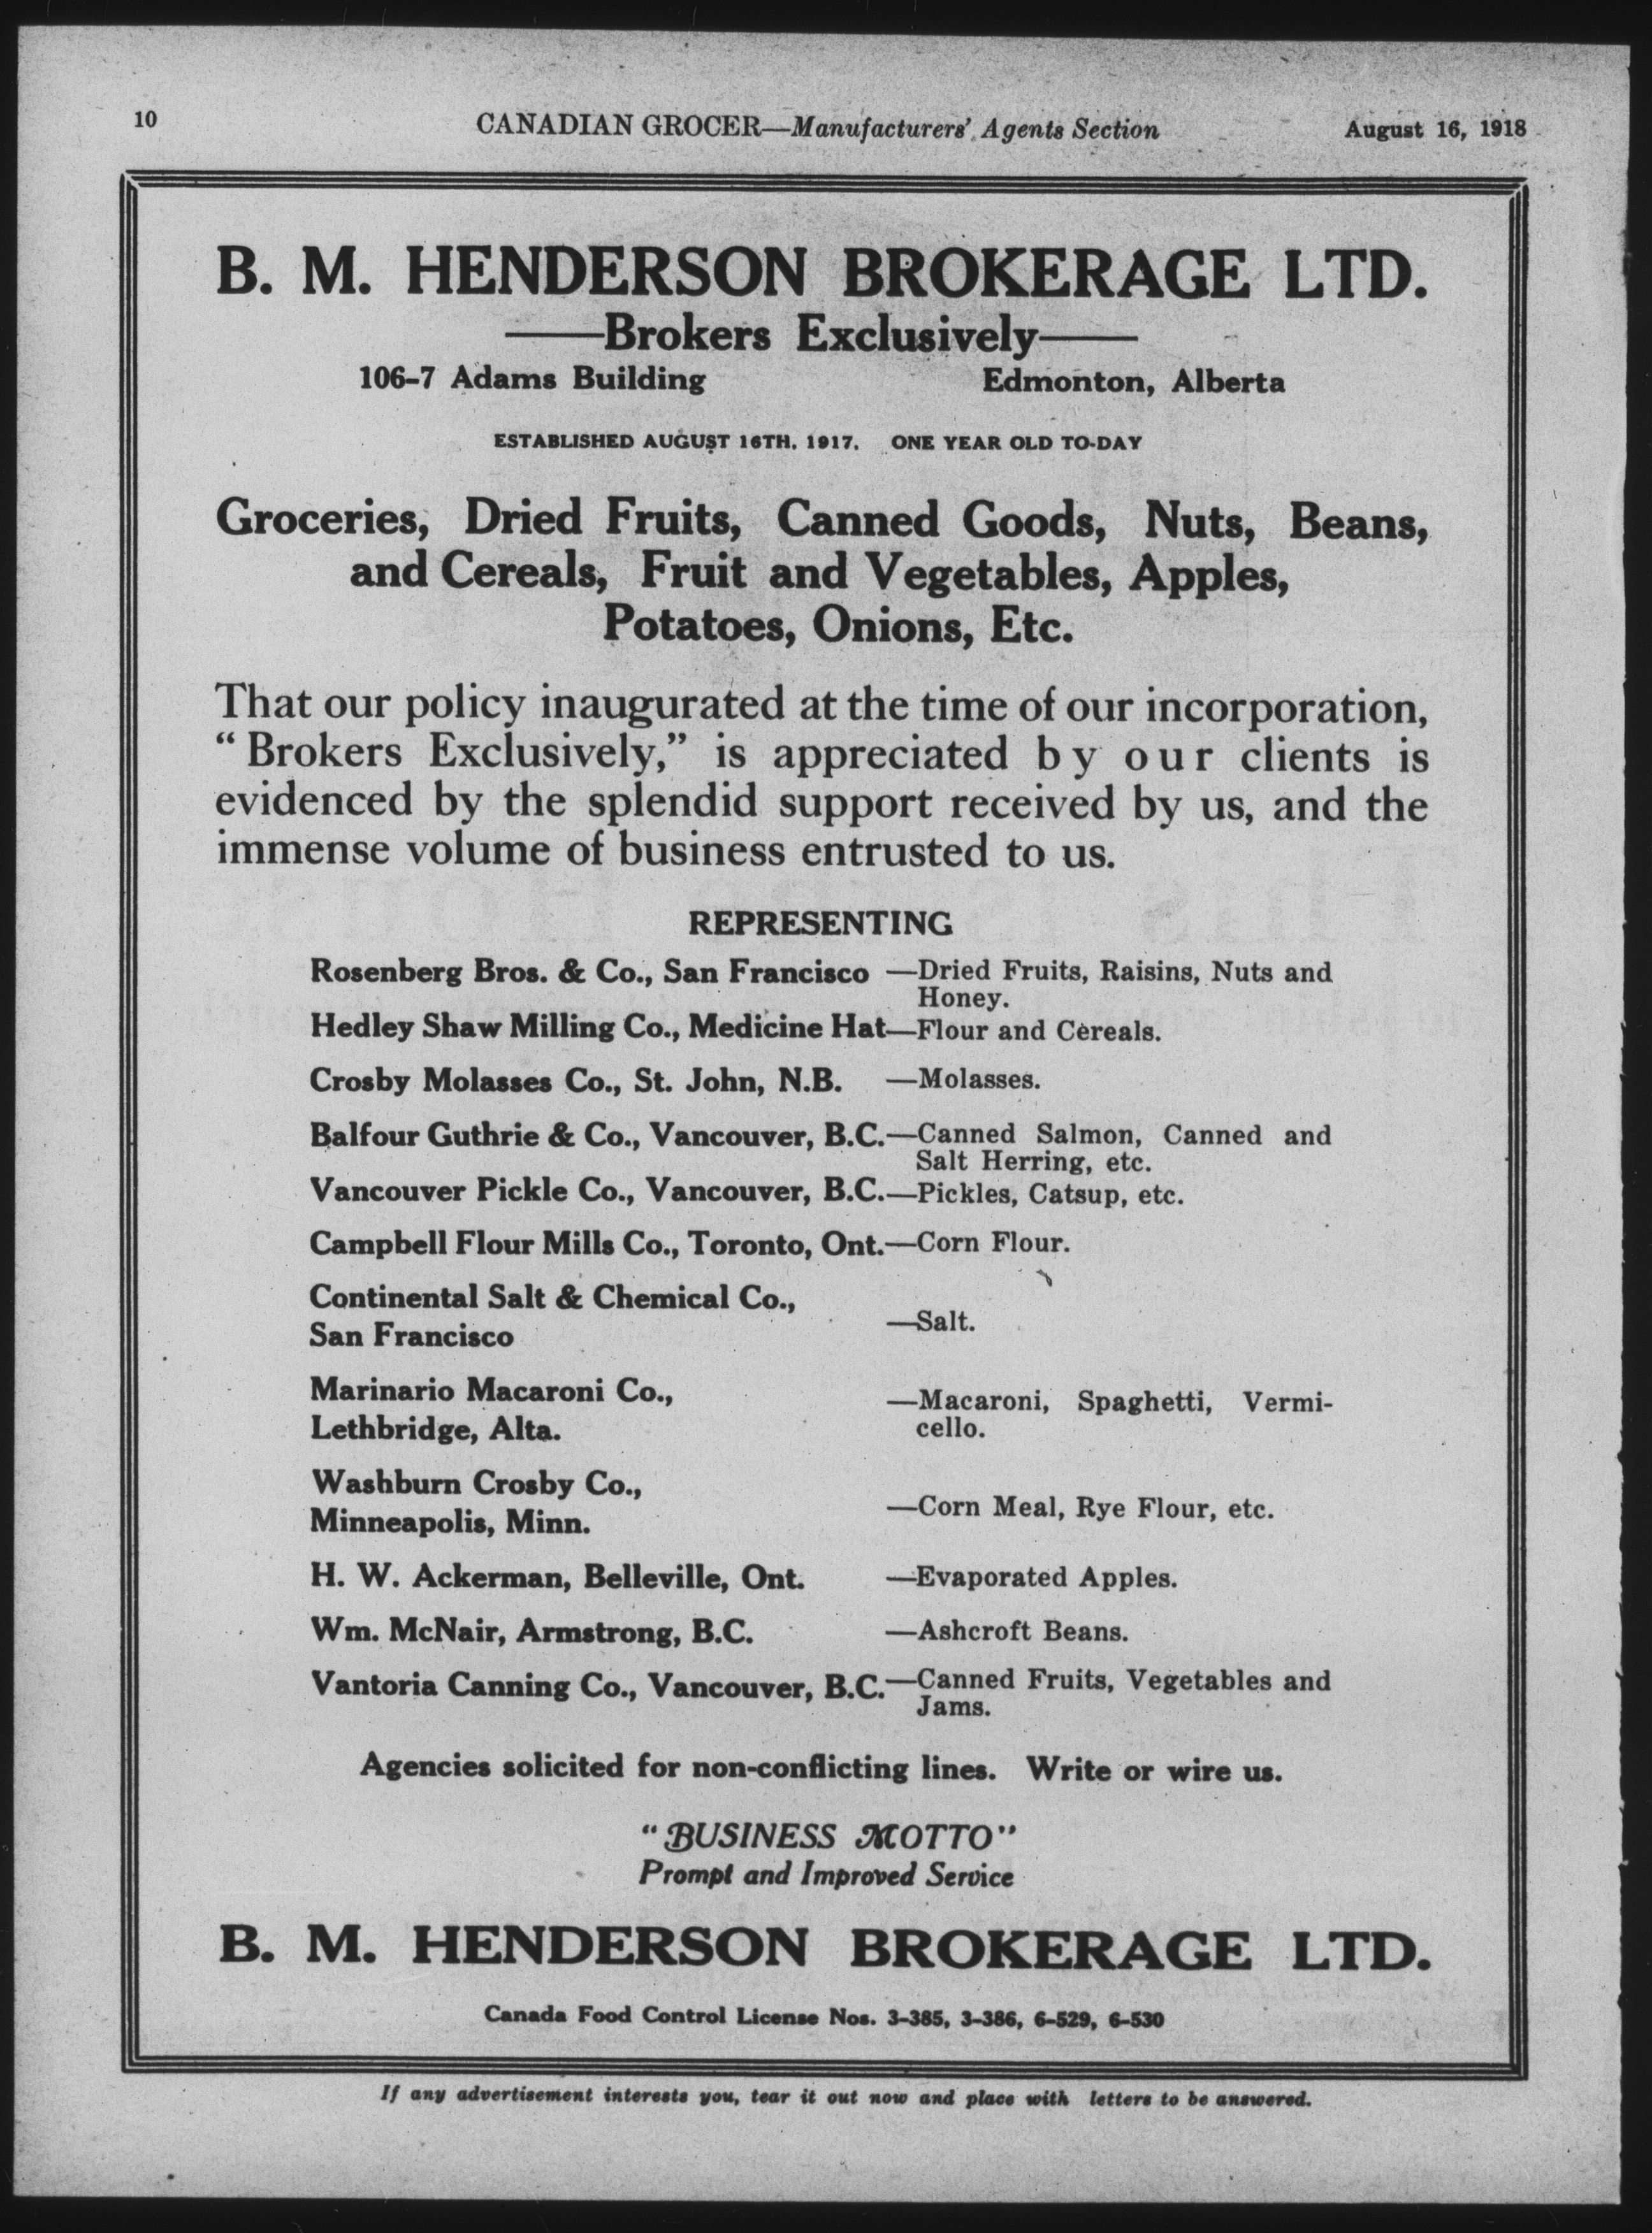 10
CANADIAN GROCER—Manufacturers' Agents Section
August 16, 1918
B. M. HENDERSON BROKERAGE LTD.
——Brokers Exclusively——
106-7 Adams Building
Edmonton, Alberta
ESTABLISHED AUGUST 16TH, 1917. ONE YEAR OLD TO-DAY
Groceries, Dried Fruits, Canned Goods, Nuts, Beans,
and Cereals, Fruit and Vegetables, Apples,
Potatoes, Onions, Etc.
That our policy inaugurated at the time of our incorporation,
"Brokers Exclusively," is appreciated by our clients is
evidenced by the splendid support received by us, and the
immense volume of business entrusted to us.
REPRESENTING
Rosenberg Bros. & Co., San Francisco —Dried Fruits, Raisins, Nuts and
Honey.
Hedley Shaw Milling Co., Medicine Hat—Flour and Cereals.
Crosby Molasses Co., St. John, N.B. —Molasses.
Balfour Guthrie & Co., Vancouver, B.C.—Canned Salmon, Canned and
Salt Herring, etc.
Vancouver Pickle Co., Vancouver, B.C.—Pickles, Catsup, etc.
Campbell Flour Mills Co., Toronto, Ont.—Corn Flour.
Continental Salt & Chemical Co.,
San Francisco
—Salt.
Marinario Macaroni Co.,
Lethbridge, Alta.
—Macaroni, Spaghetti, Vermi-
cello.
Washburn Crosby Co.,
Minneapolis, Minn.
—Corn Meal, Rye Flour, etc.
H. W. Ackerman, Belleville, Ont. —Evaporated Apples.
Wm. McNair, Armstrong, B.C. —Ashcroft Beans.
Vantoria Canning Co., Vancouver, B.C.—Canned Fruits, Vegetables and
Jams.
Agencies solicited for non-conflicting lines. Write or wire us.
"BUSINESS MOTTO"
Prompt and Improved Service
B. M. HENDERSON BROKERAGE LTD.
Canada Food Control License Nos. 3-385, 3-386, 6-529, 6-530
If any advertisement interests you, tear it out now and place with letters to be answered.